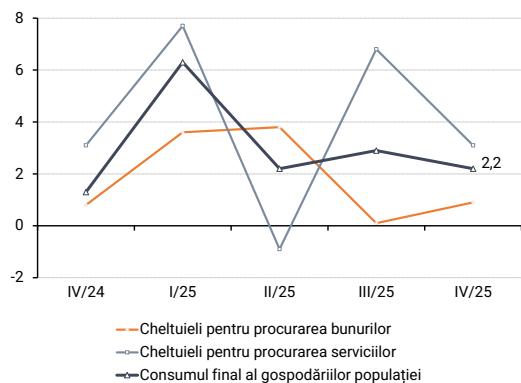 8
6
4
2
0
-2
2,2
IV/24 I/25 II/25 III/25 IV/25
Cheltuieli pentru procurarea bunurilor
Cheltuieli pentru procurarea serviciilor
Consumul final al gospodăriilor populației